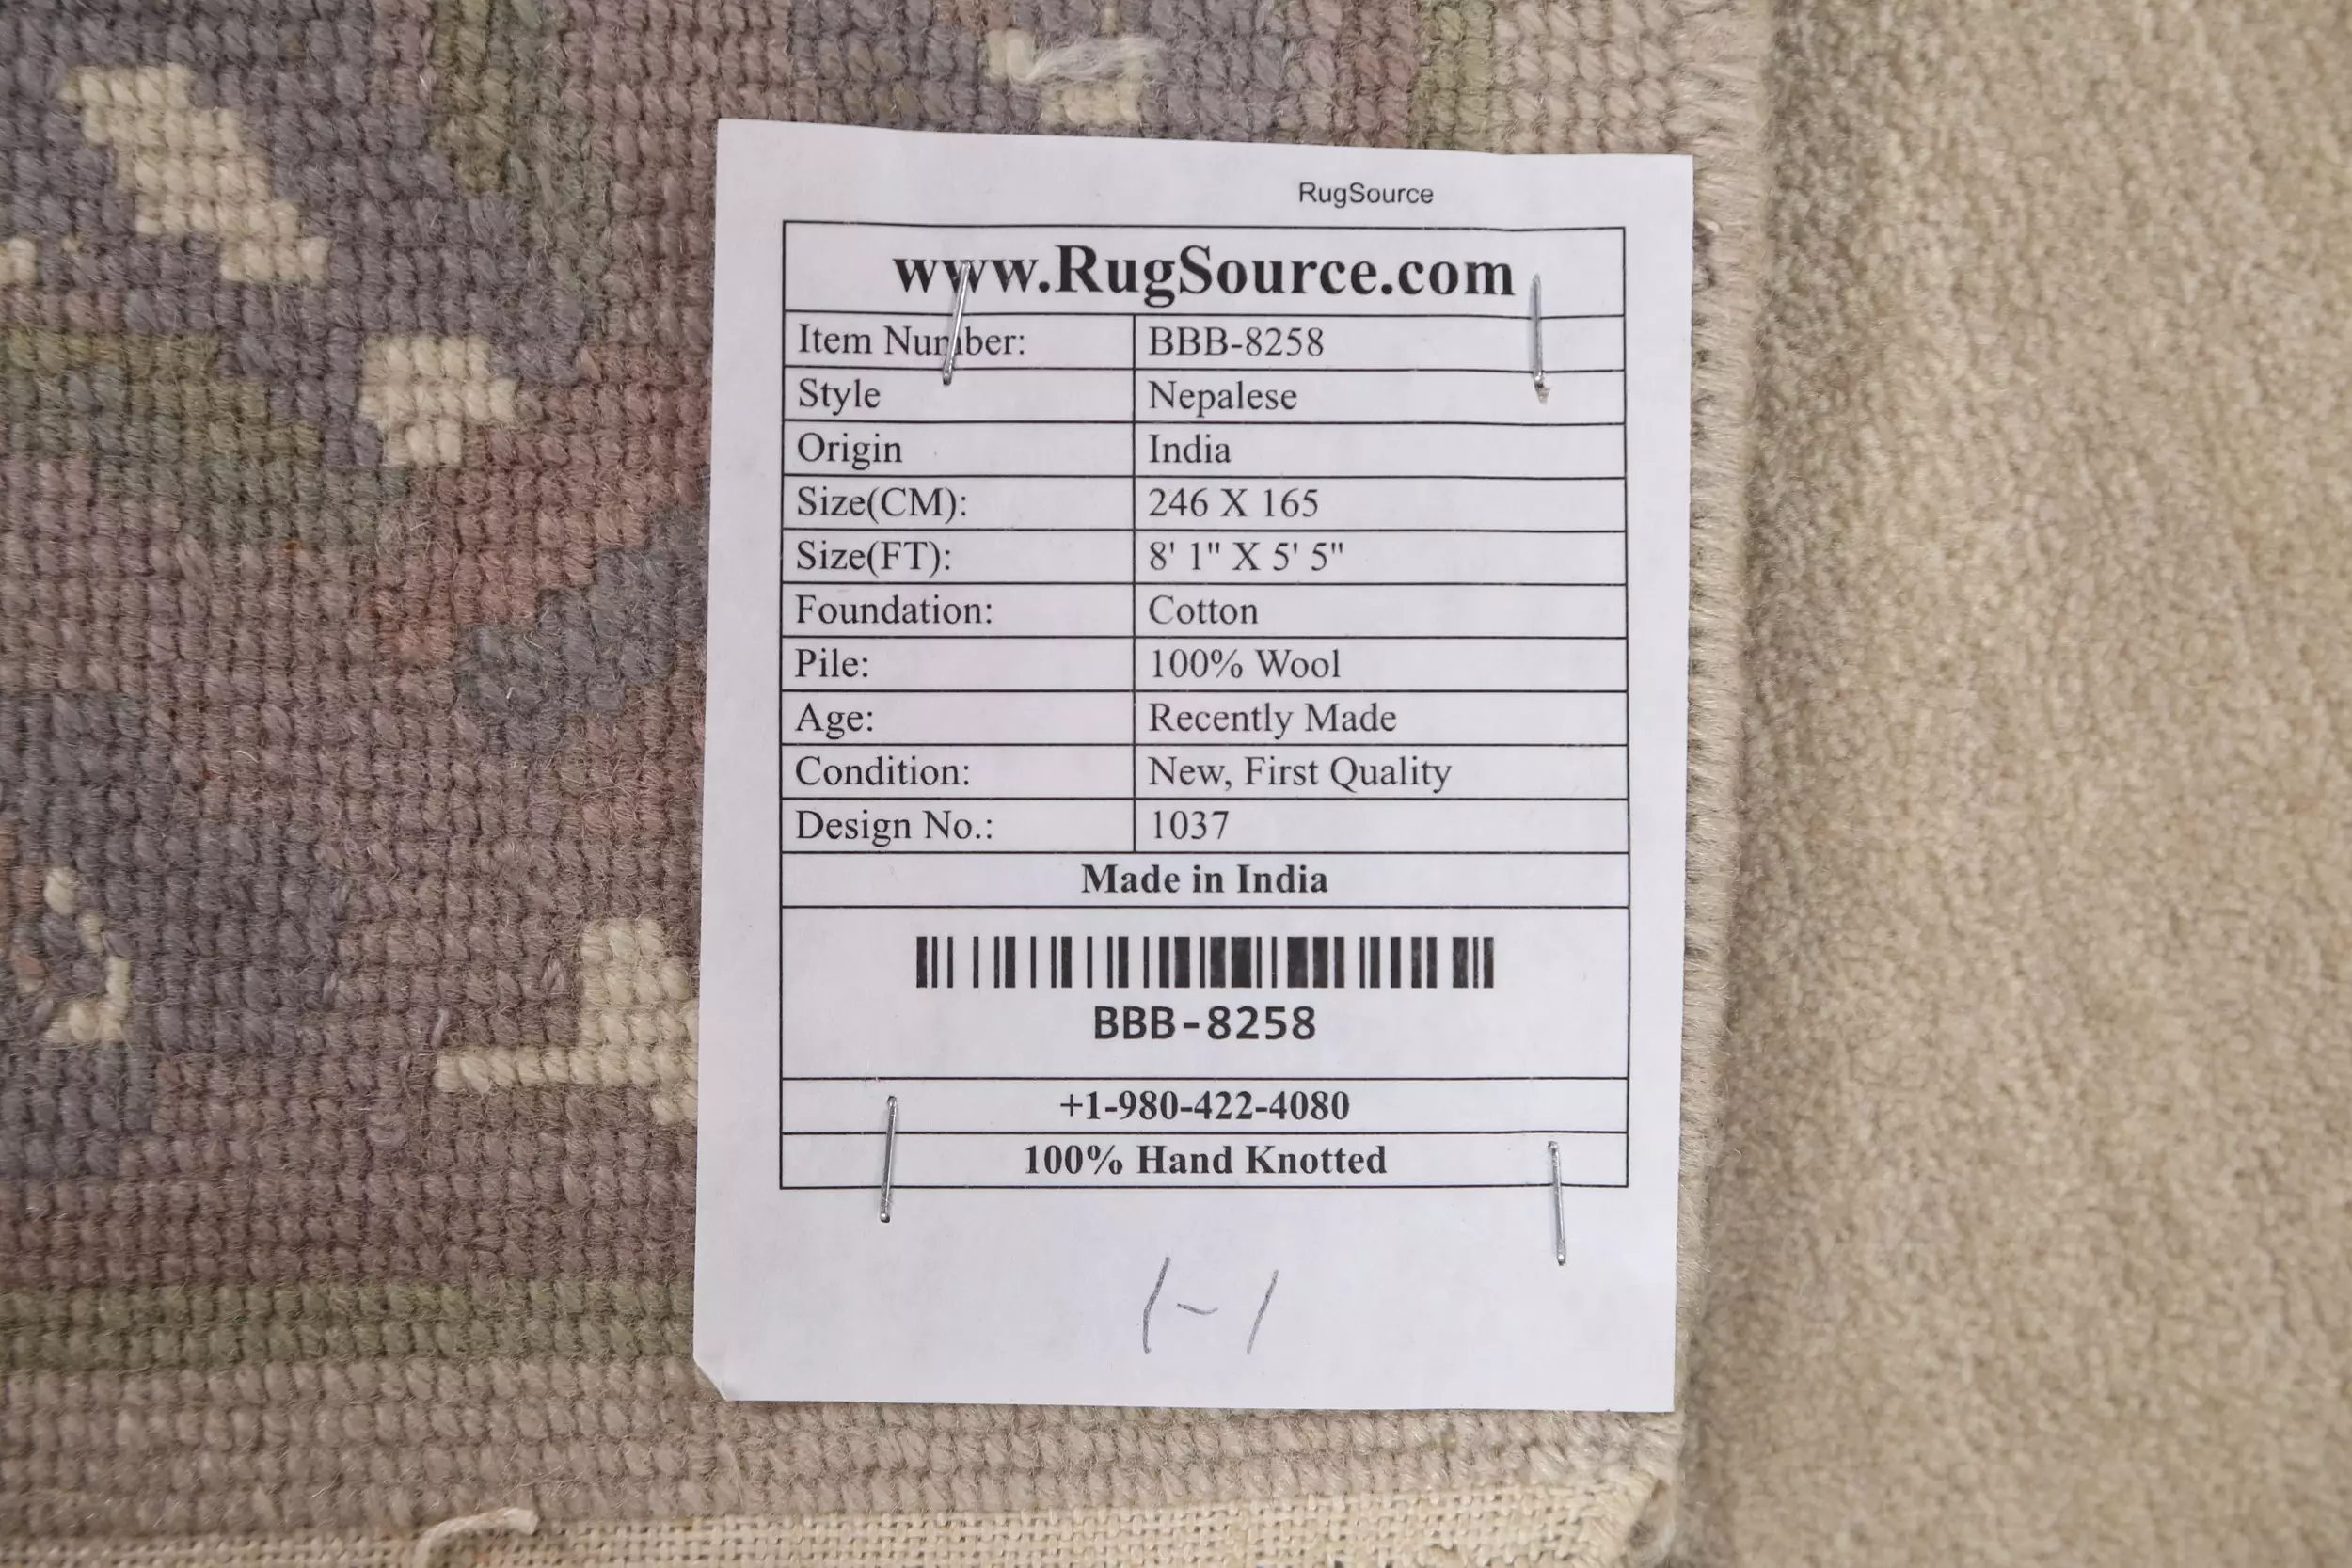 RugSource
www.RugSource.com
Item Number: BBB-8258
Style Nepalese
Origin India
Size(CM): 246 X 165
Size(FT): 8' 1" X 5' 5"
Foundation: Cotton
Pile: 100% Wool
Age: Recently Made
Condition: New, First Quality
Design No.: 1037
Made in India
BBB-8258
+1-980-422-4080
100% Hand Knotted
1-1